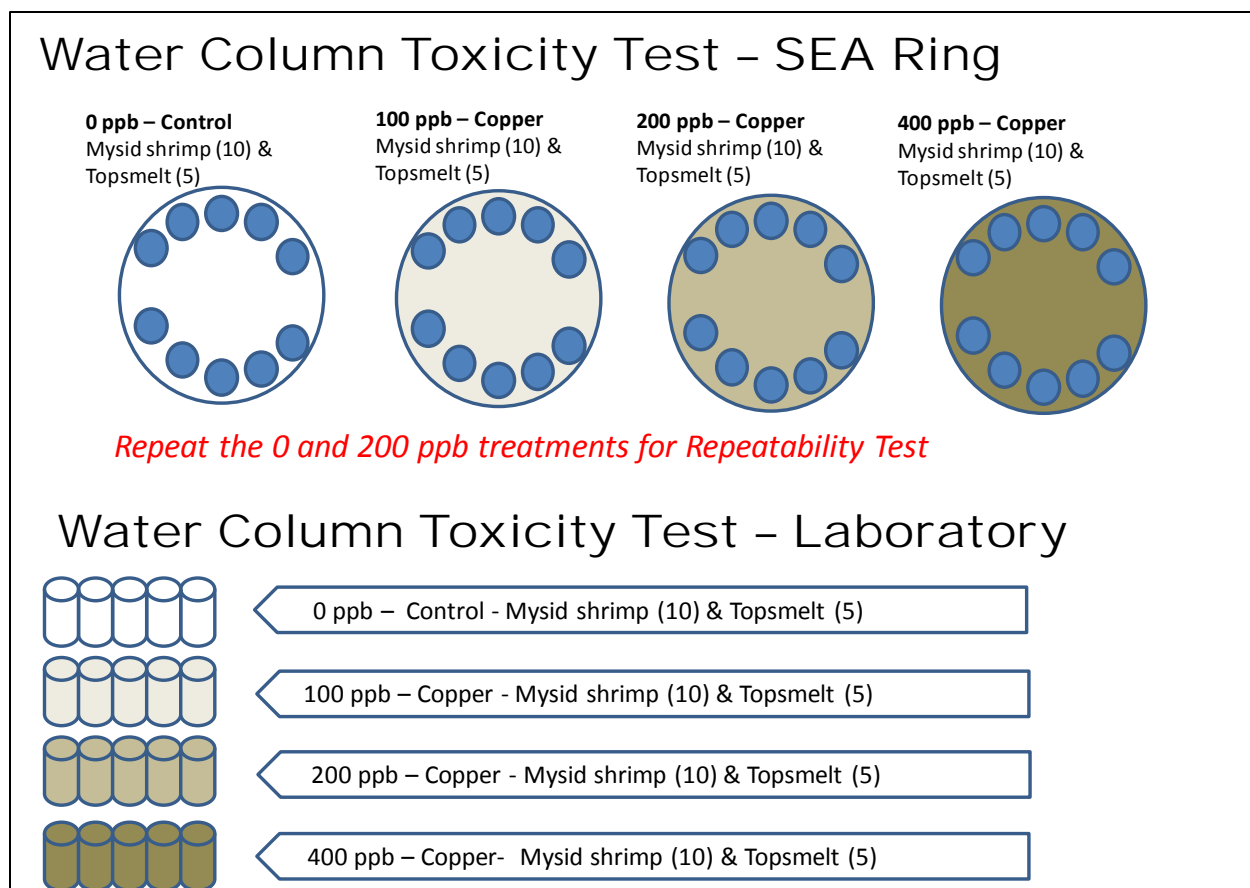 Water Column Toxicity Test – SEA Ring
0 ppb – Control
Mysid shrimp (10) &
Topsmelt (5)
100 ppb – Copper
Mysid shrimp (10) &
Topsmelt (5)
200 ppb – Copper
Mysid shrimp (10) &
Topsmelt (5)
400 ppb – Copper
Mysid shrimp (10) &
Topsmelt (5)
Repeat the 0 and 200 ppb treatments for Repeatability Test
Water Column Toxicity Test – Laboratory
0 ppb – Control - Mysid shrimp (10) & Topsmelt (5)
100 ppb – Copper - Mysid shrimp (10) & Topsmelt (5)
200 ppb – Copper - Mysid shrimp (10) & Topsmelt (5)
400 ppb – Copper- Mysid shrimp (10) & Topsmelt (5)